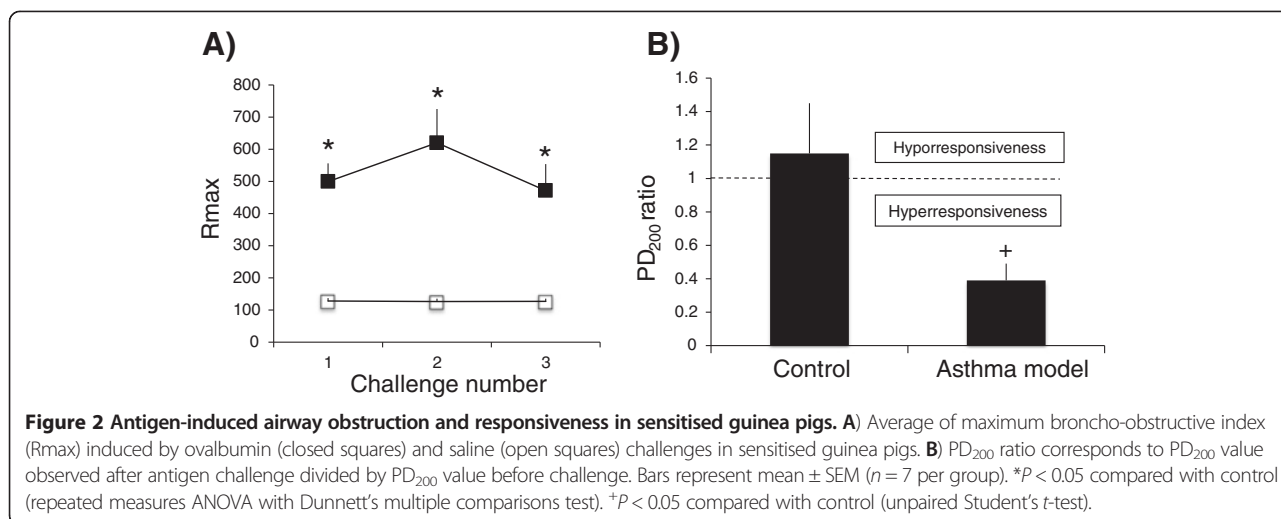 A)
800
700
600
500
400
300
200
100
0
Rmax
*
*
*
1 2 3
Challenge number
B)
1.6
1.4
1.2
1
0.8
0.6
0.4
0.2
0
PD200 ratio
Hyporresponsiveness
Hyperresponsiveness
+
Control Asthma model
Figure 2 Antigen-induced airway obstruction and responsiveness in sensitised guinea pigs. A) Average of maximum broncho-obstructive index
(Rmax) induced by ovalbumin (closed squares) and saline (open squares) challenges in sensitised guinea pigs. B) PD200 ratio corresponds to PD200 value
observed after antigen challenge divided by PD200 value before challenge. Bars represent mean ± SEM (n = 7 per group). *P < 0.05 compared with control
(repeated measures ANOVA with Dunnett's multiple comparisons test). +P < 0.05 compared with control (unpaired Student's t-test).